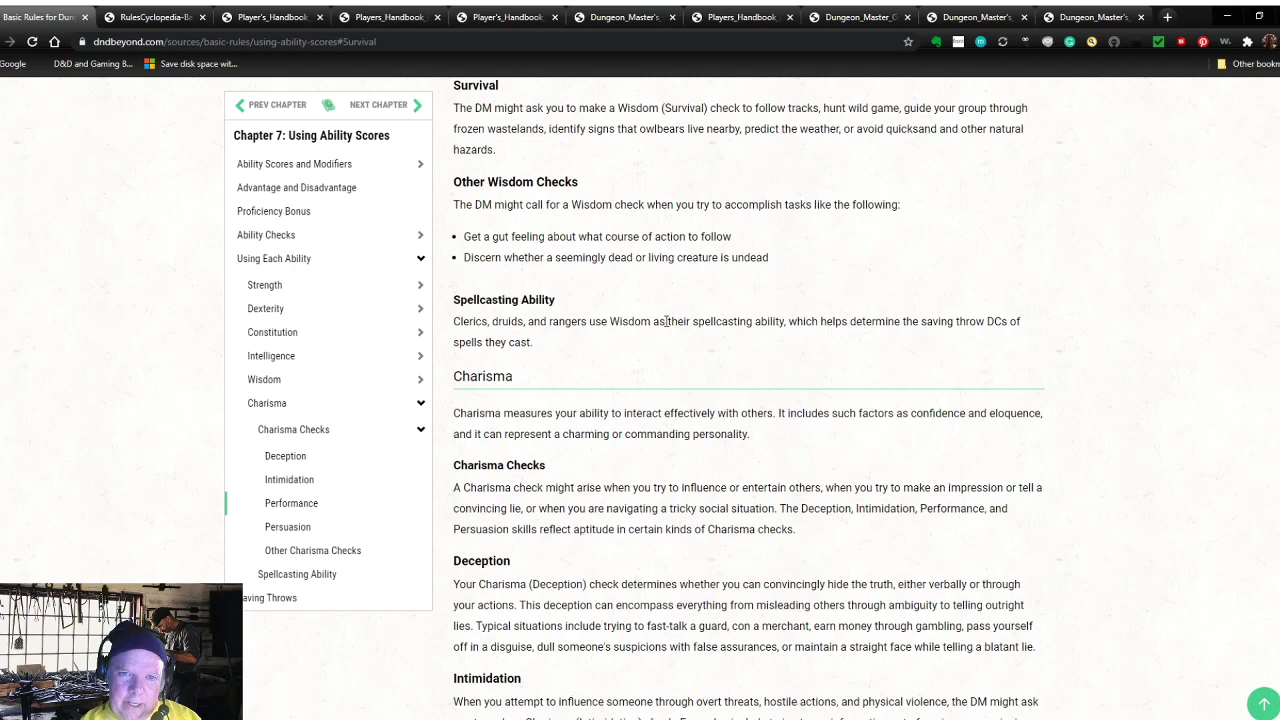 Basic Rules for Dun
RulesCyclopedia-Ba
Player's_Handbook_
Players_Handbook_
Player's_Handbook
Dungeon_Master's_
Players_Handbook_
Dungeon_Master_G
Dungeon_Master's_
Dungeon_Master's_
dndbeyond.com/sources/basic-rules/using-ability-scores#Survival
Google
D&D and Gaming B...
Save disk space wit...
Other bookm
PREV CHAPTER
NEXT CHAPTER
Chapter 7: Using Ability Scores
Ability Scores and Modifiers
Advantage and Disadvantage
Proficiency Bonus
Ability Checks
Using Each Ability
Strength
Dexterity
Constitution
Intelligence
Wisdom
Charisma
Charisma Checks
Deception
Intimidation
Performance
Persuasion
Other Charisma Checks
Spellcasting Ability
aving Throws
Survival
The DM might ask you to make a Wisdom (Survival) check to follow tracks, hunt wild game, guide your group through
frozen wastelands, identify signs that owlbears live nearby, predict the weather, or avoid quicksand and other natural
hazards.
Other Wisdom Checks
The DM might call for a Wisdom check when you try to accomplish tasks like the following:
• Get a gut feeling about what course of action to follow
• Discern whether a seemingly dead or living creature is undead
Spellcasting Ability
Clerics, druids, and rangers use Wisdom as their spellcasting ability, which helps determine the saving throw DCs of
spells they cast.
Charisma
Charisma measures your ability to interact effectively with others. It includes such factors as confidence and eloquence,
and it can represent a charming or commanding personality.
Charisma Checks
A Charisma check might arise when you try to influence or entertain others, when you try to make an impression or tell a
convincing lie, or when you are navigating a tricky social situation. The Deception, Intimidation, Performance, and
Persuasion skills reflect aptitude in certain kinds of Charisma checks.
Deception
Your Charisma (Deception) check determines whether you can convincingly hide the truth, either verbally or through
your actions. This deception can encompass everything from misleading others through ambiguity to telling outright
lies. Typical situations include trying to fast-talk a guard, con a merchant, earn money through gambling, pass yourself
off in a disguise, dull someone's suspicions with false assurances, or maintain a straight face while telling a blatant lie.
Intimidation
When you attempt to influence someone through overt threats, hostile actions, and physical violence, the DM might ask